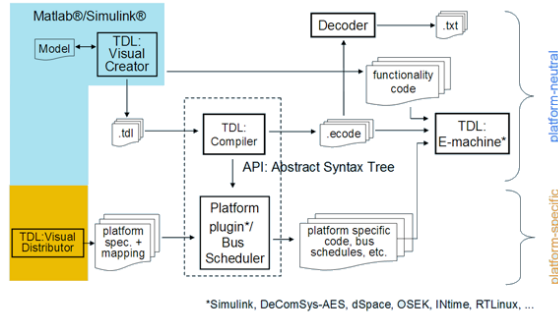 Matlab®/Simulink®
Model
TDL:
Visual
Creator
Decoder
.txt
functionality
code
.tdl
TDL:
Compiler
.ecode
TDL:
E-machine*
API: Abstract Syntax Tree
platform-neutral
TDL:Visual
Distributor
platform
spec. +
mapping
Platform
plugin*/
Bus
Scheduler
platform specific
code, bus
schedules, etc.
platform-specific
*Simulink, DeComSys-AES, dSpace, OSEK, INtime, RTLinux, ...